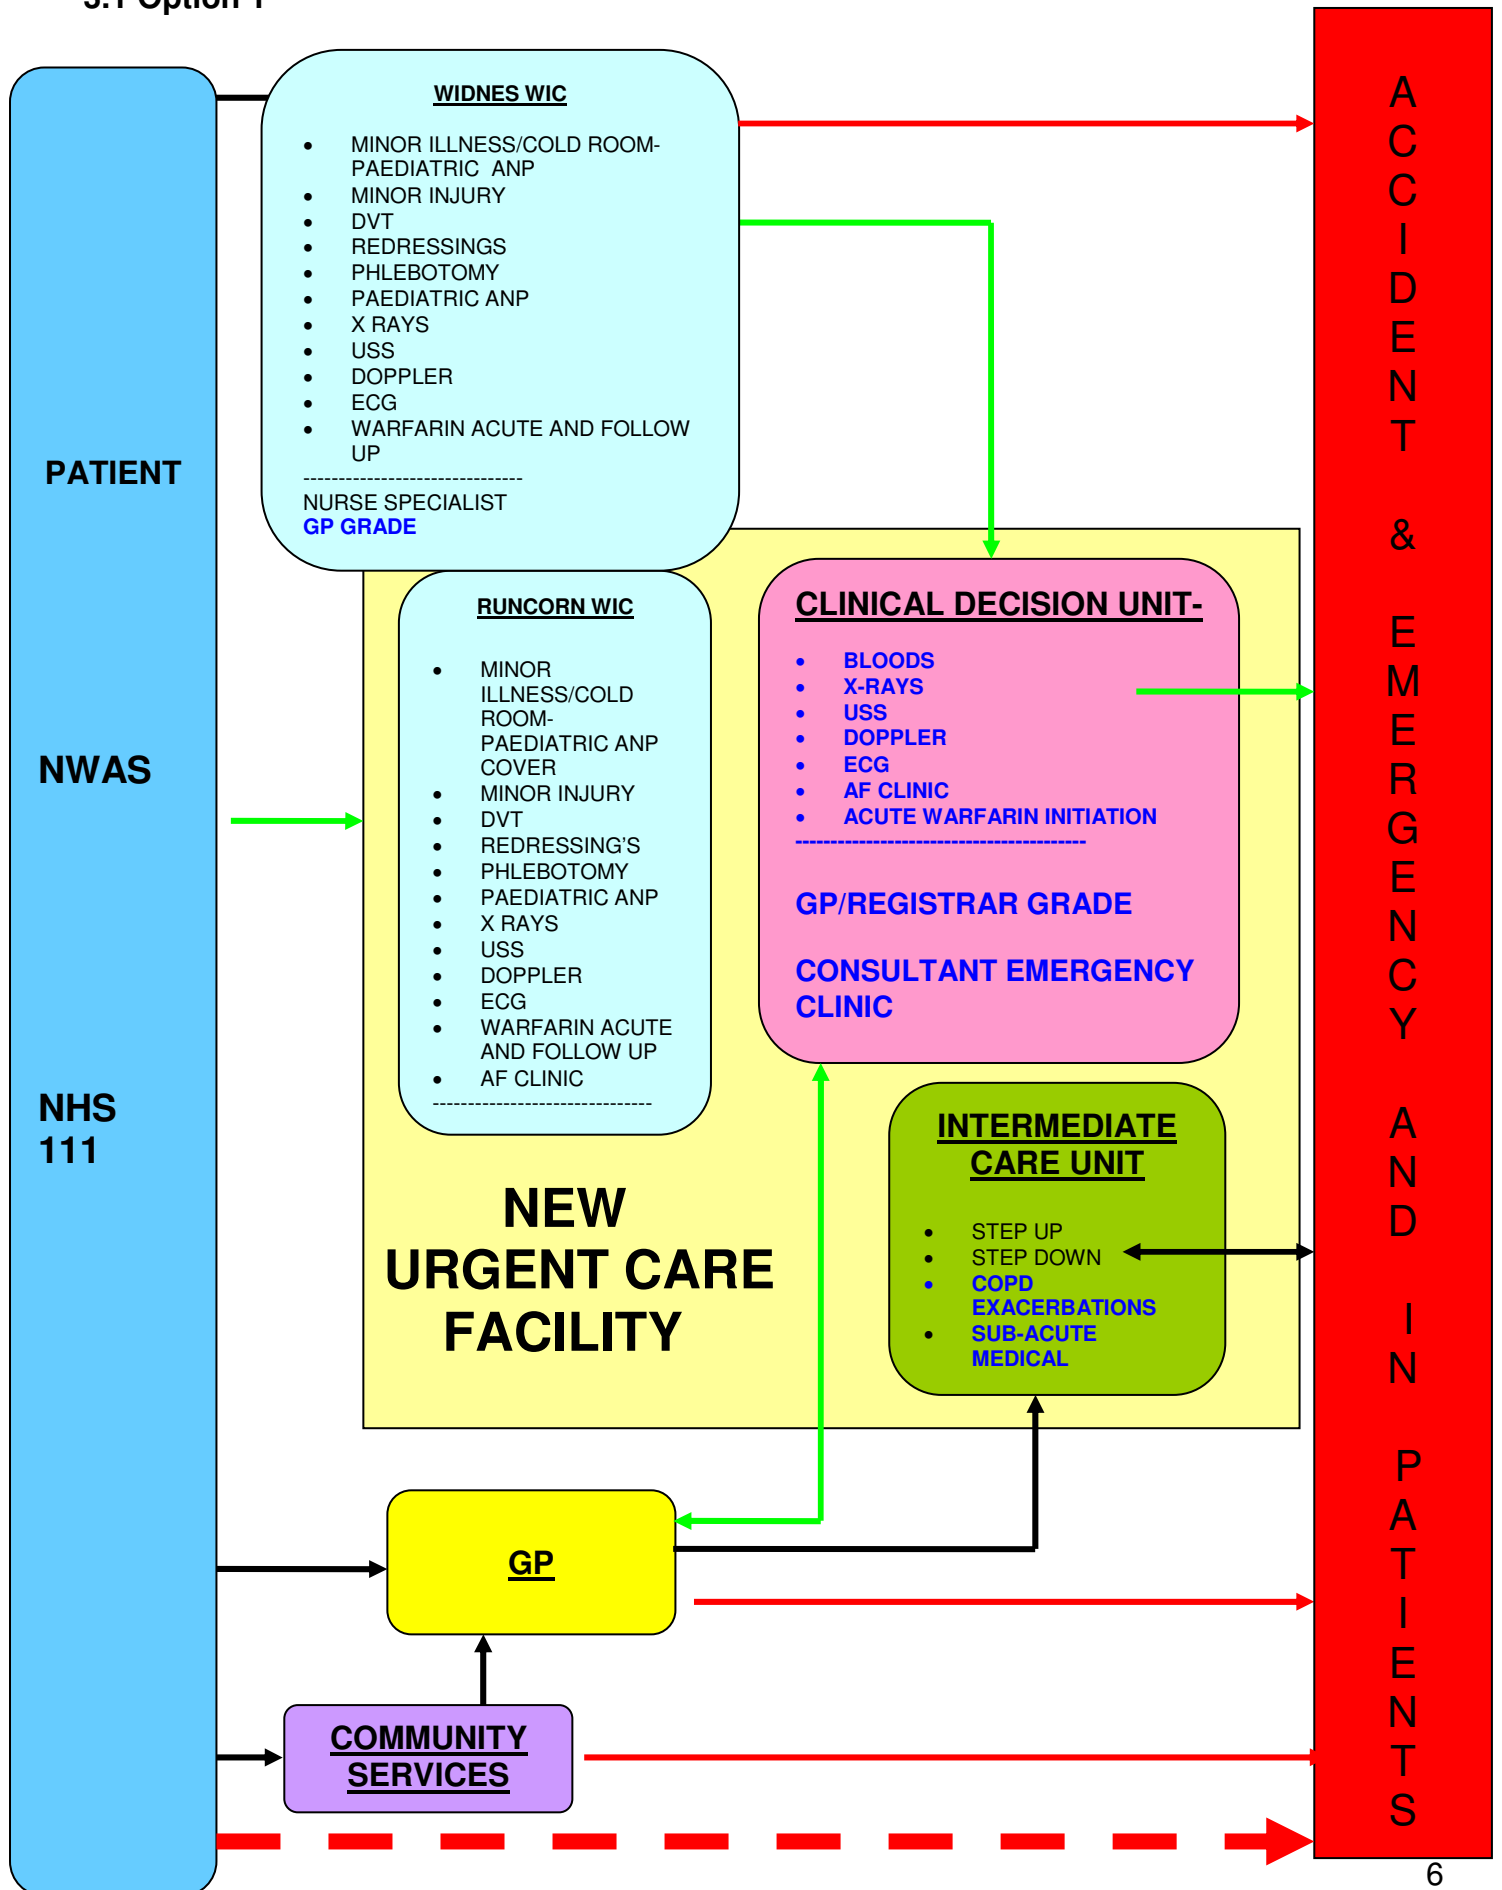 3.1 Option 1
PATIENT
NWAS
NHS
111
WIDNES WIC
• MINOR ILLNESS/COLD ROOM-
PAEDIATRIC ANP
• MINOR INJURY
• DVT
• REDRESSINGS
• PHLEBOTOMY
• PAEDIATRIC ANP
• X RAYS
• USS
• DOPPLER
• ECG
• WARFARIN ACUTE AND FOLLOW
UP
-------------------------------
NURSE SPECIALIST
GP GRADE
RUNCORN WIC
• MINOR
ILLNESS/COLD
ROOM-
PAEDIATRIC ANP
COVER
• MINOR INJURY
• DVT
• REDRESSING'S
• PHLEBOTOMY
• PAEDIATRIC ANP
• X RAYS
• USS
• DOPPLER
• ECG
• WARFARIN ACUTE
AND FOLLOW UP
• AF CLINIC
-------------------------------
CLINICAL DECISION UNIT-
• BLOODS
• X-RAYS
• USS
• DOPPLER
• ECG
• AF CLINIC
• ACUTE WARFARIN INITIATION
-----------------------------------------
GP/REGISTRAR GRADE
CONSULTANT EMERGENCY
CLINIC
INTERMEDIATE
CARE UNIT
• STEP UP
• STEP DOWN
• COPD
EXACERBATIONS
• SUB-ACUTE
MEDICAL
NEW
URGENT CARE
FACILITY
GP
COMMUNITY
SERVICES
ACCIDENT & EMERGENCY AND IN PATIENTS
6